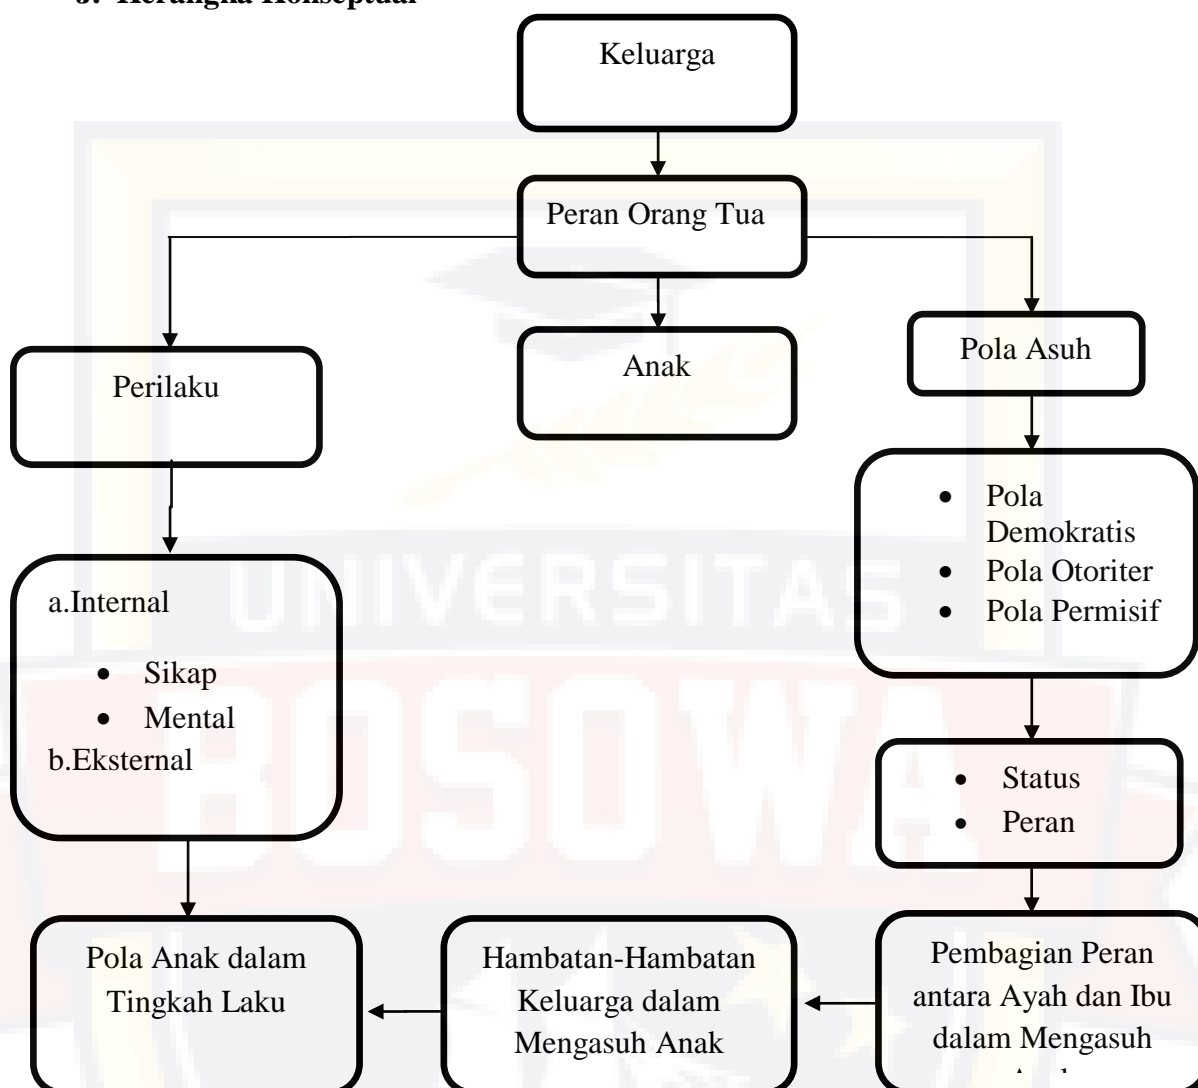 Kerangka Konseptual
Keluarga
Peran Orang Tua
Anak
Pola Asuh
Perilaku
• Pola
Demokratis
• Pola Otoriter
• Pola Permisif
a.Internal
• Sikap
• Mental
b.Eksternal
UNIVERSITAS
BOSOWA
• Status
• Peran
Pola Anak dalam
Tingkah Laku
Hambatan-Hambatan
Keluarga dalam
Mengasuh Anak
Pembagian Peran
antara Ayah dan Ibu
dalam Mengasuh